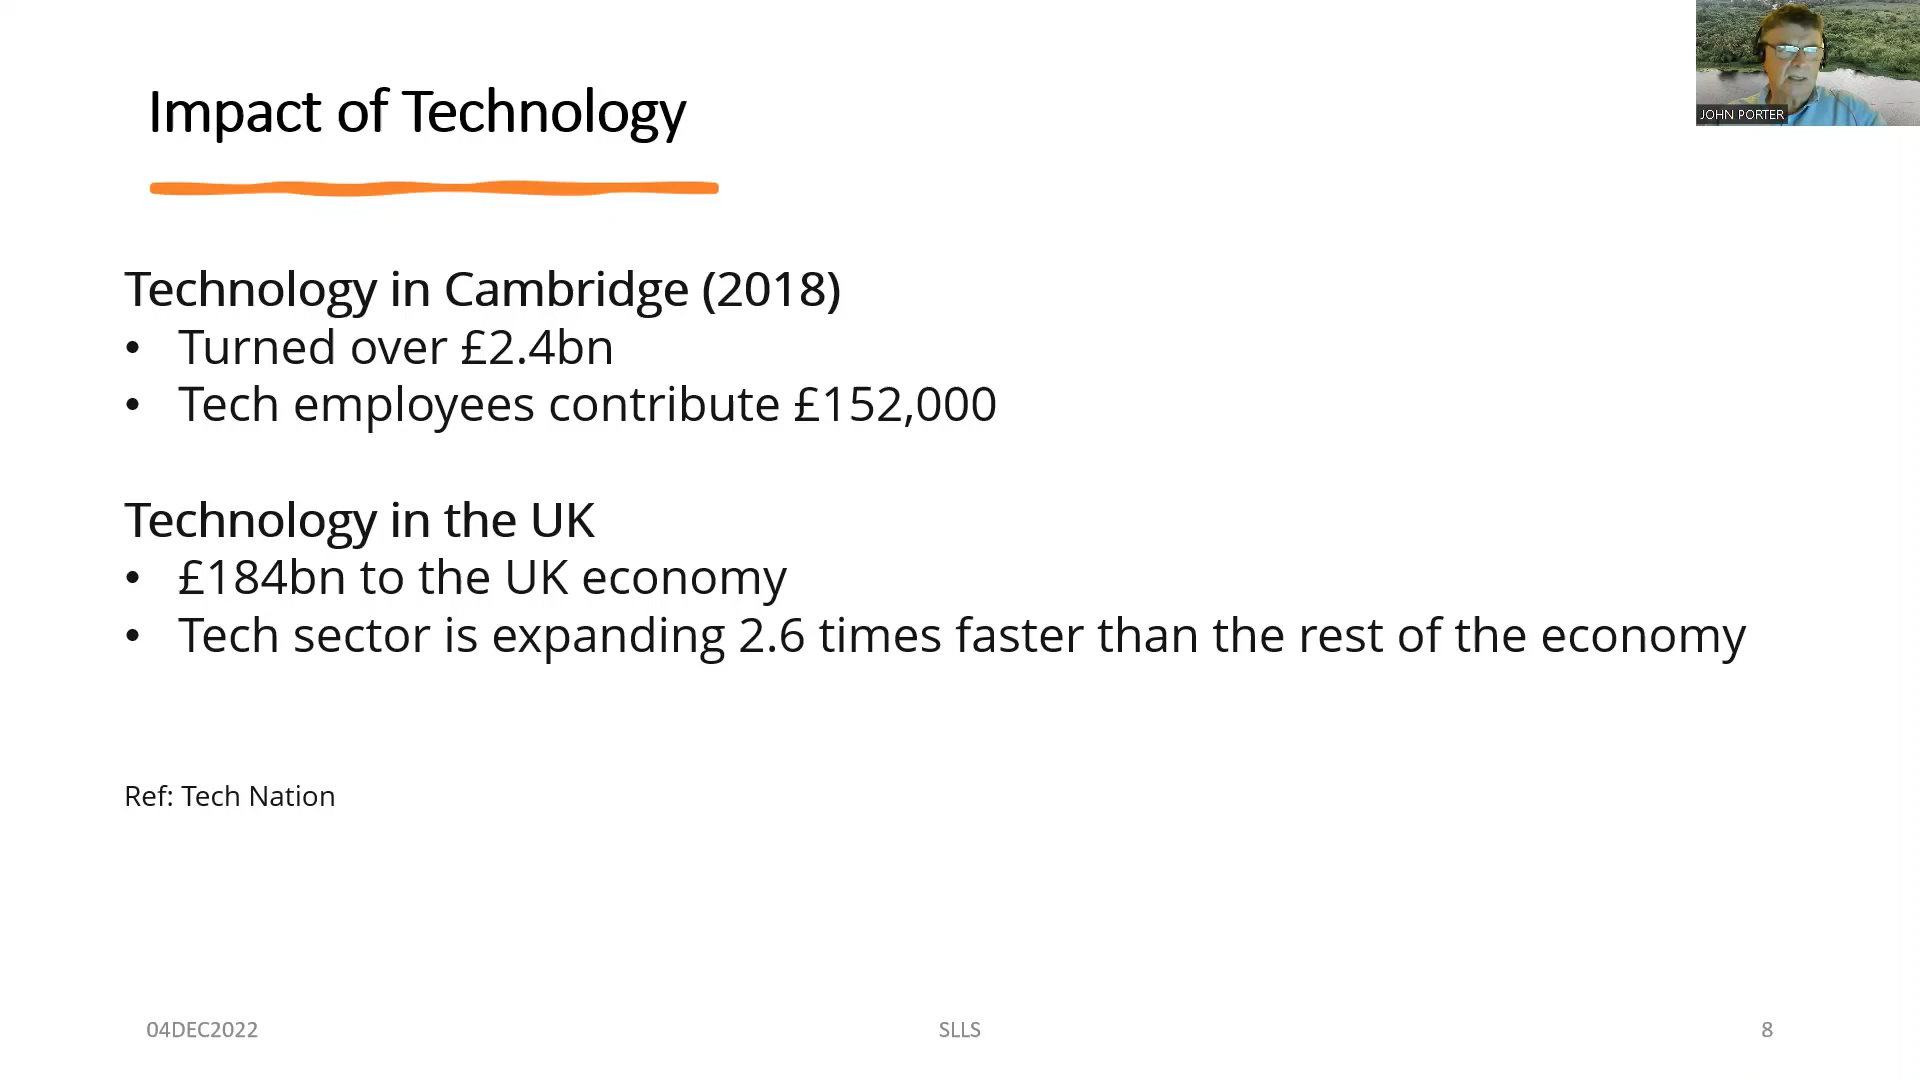 Impact of Technology
JOHN PORTER
Technology in Cambridge (2018)
• Turned over £2.4bn
• Tech employees contribute £152,000
Technology in the UK
• £184bn to the UK economy
• Tech sector is expanding 2.6 times faster than the rest of the economy
Ref: Tech Nation
04DEC2022
SLLS
8